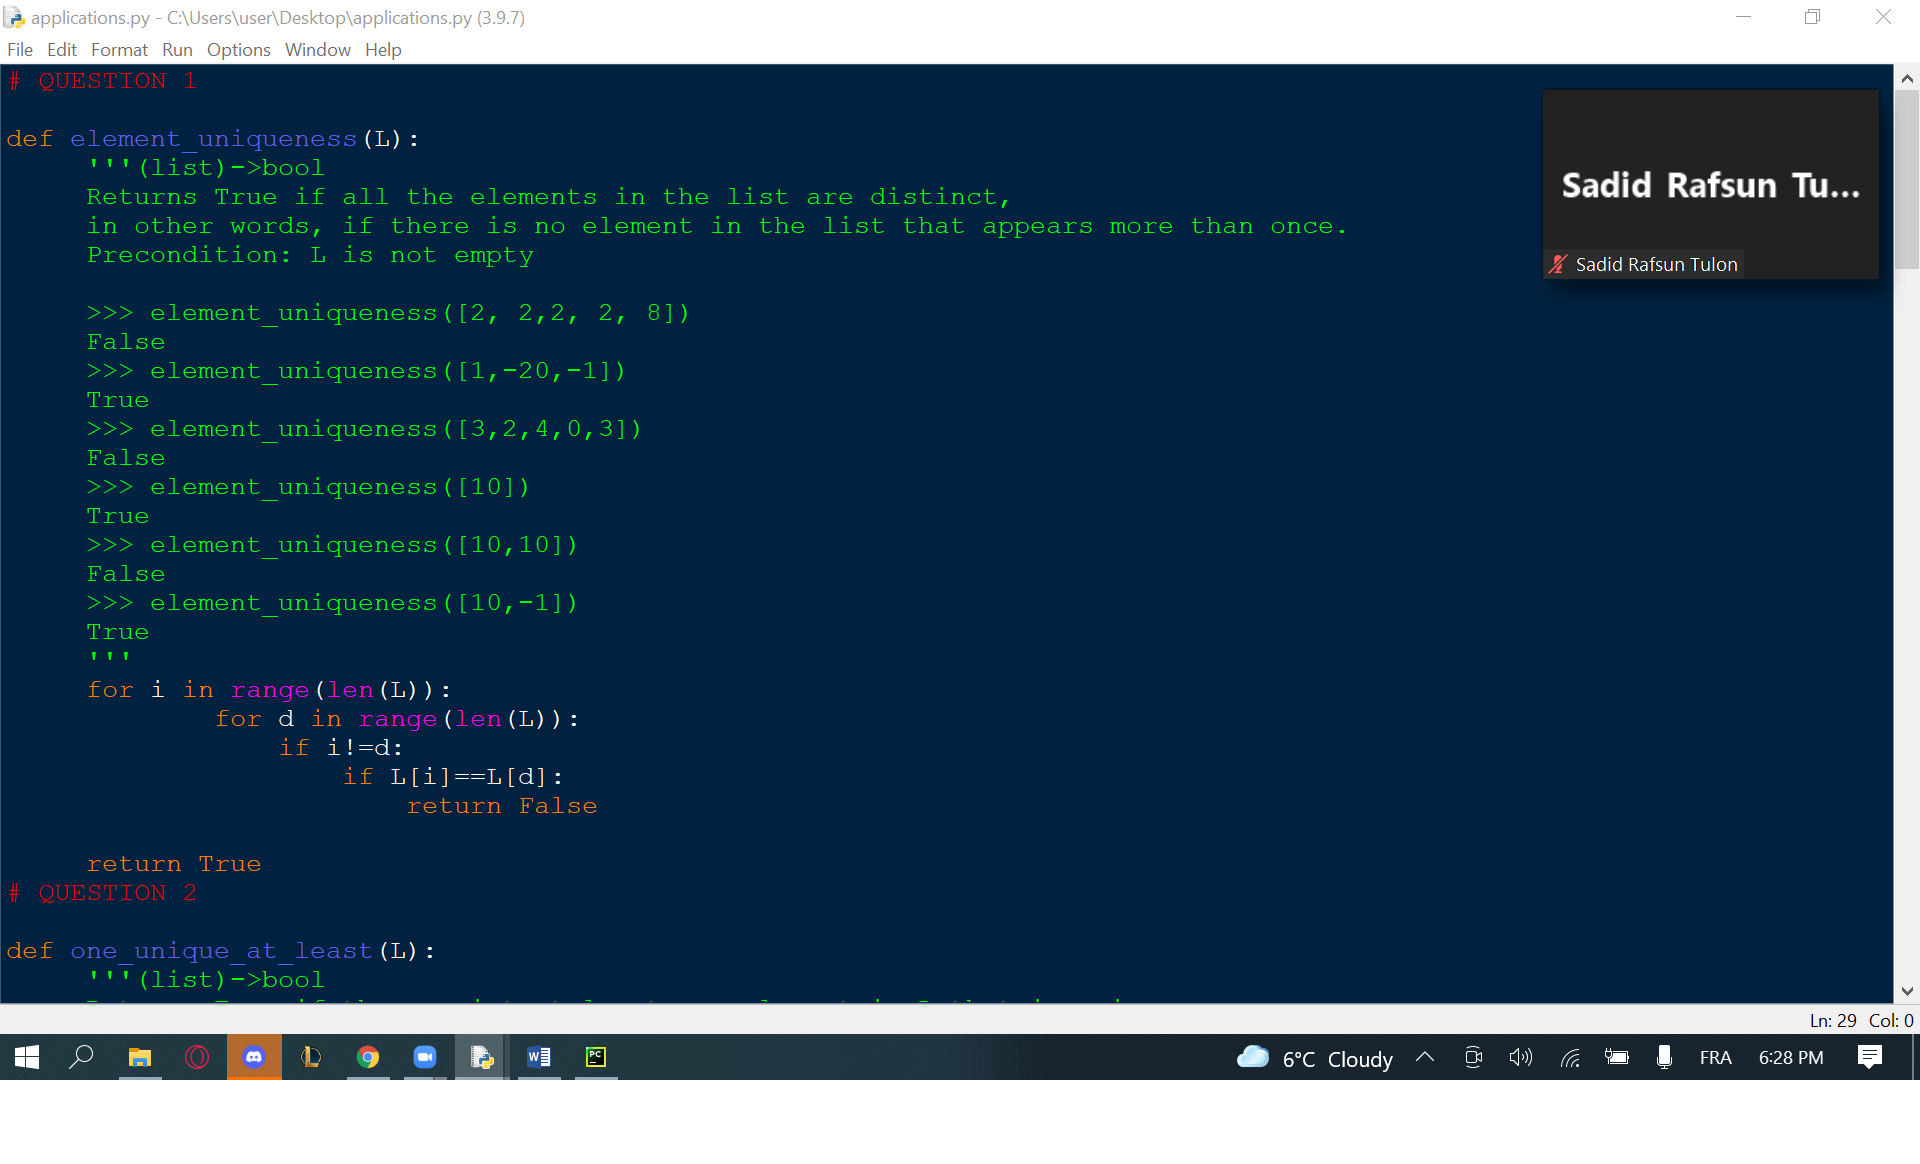 applications.py - C:\Users\user\Desktop\applications.py (3.9.7)
File Edit Format Run Options Window Help
# QUESTION 1
def element_uniqueness(L):
'''(list)->bool
Returns True if all the elements in the list are distinct,
in other words, if there is no element in the list that appears more than once.
Precondition: L is not empty
>>> element_uniqueness([2, 2,2, 2, 8])
False
>>> element_uniqueness([1,-20,-1])
True
>>> element_uniqueness([3,2,4,0,3])
False
>>> element_uniqueness([10])
True
>>> element_uniqueness([10,10])
False
>>> element_uniqueness([10,-1])
True
'''
for i in range(len(L)):
for d in range(len(L)):
if i!=d:
if L[i]==L[d]:
return False
return True
# QUESTION 2
def one_unique_at_least(L):
'''(list)->bool
Sadid Rafsun Tu...
Sadid Rafsun Tulon
Ln: 29 Col: 0
6°C Cloudy
FRA
6:28 PM